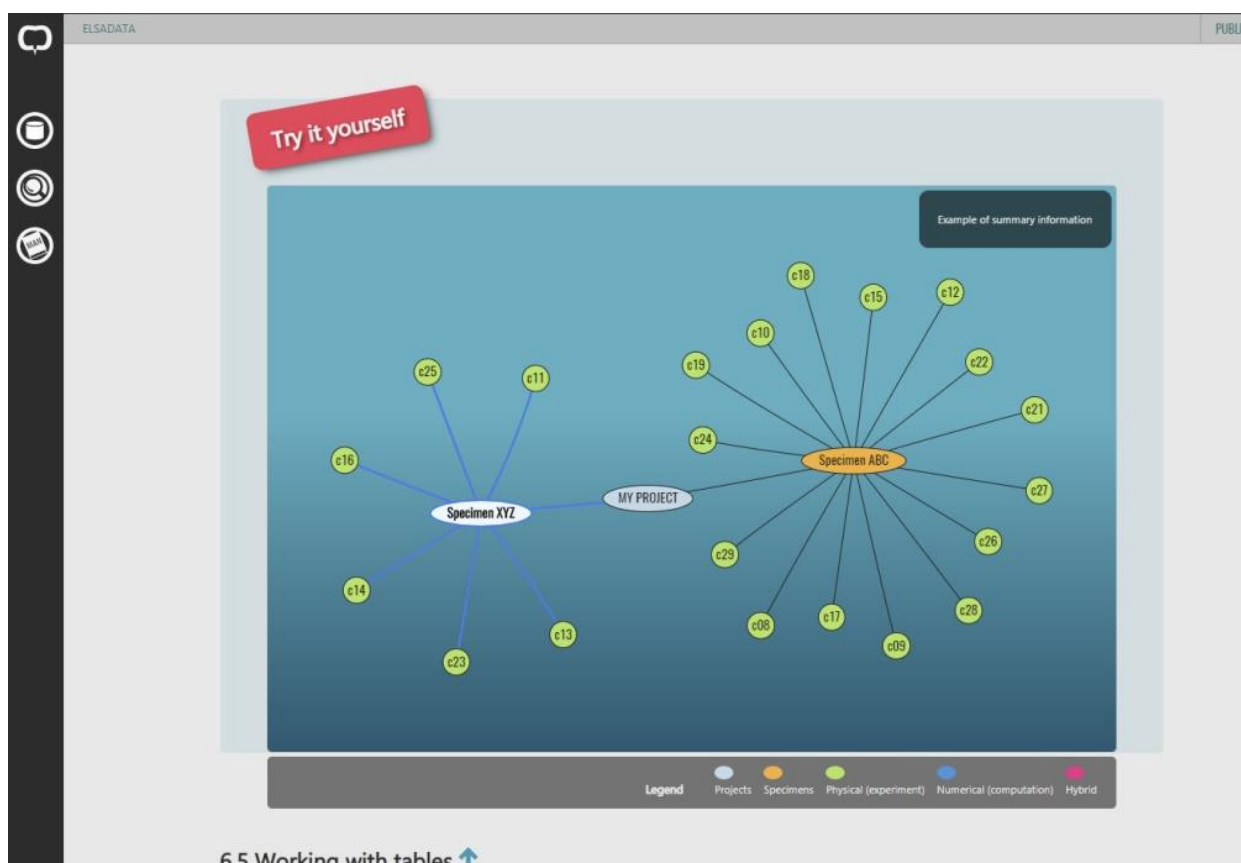 ELSADATA
PUBL
MAN
Try it yourself
Example of summary information
c18
c15
c12
c10
c19
c22
c25
c11
c21
c24
c16
Specimen ABC
c27
MY PROJECT
Specimen XYZ
c26
c29
c14
c28
c17
c08
c13
c09
c23
Legend Projects Specimens Physical (experiment) Numerical (computation) Hybrid
6.5 Working with tables